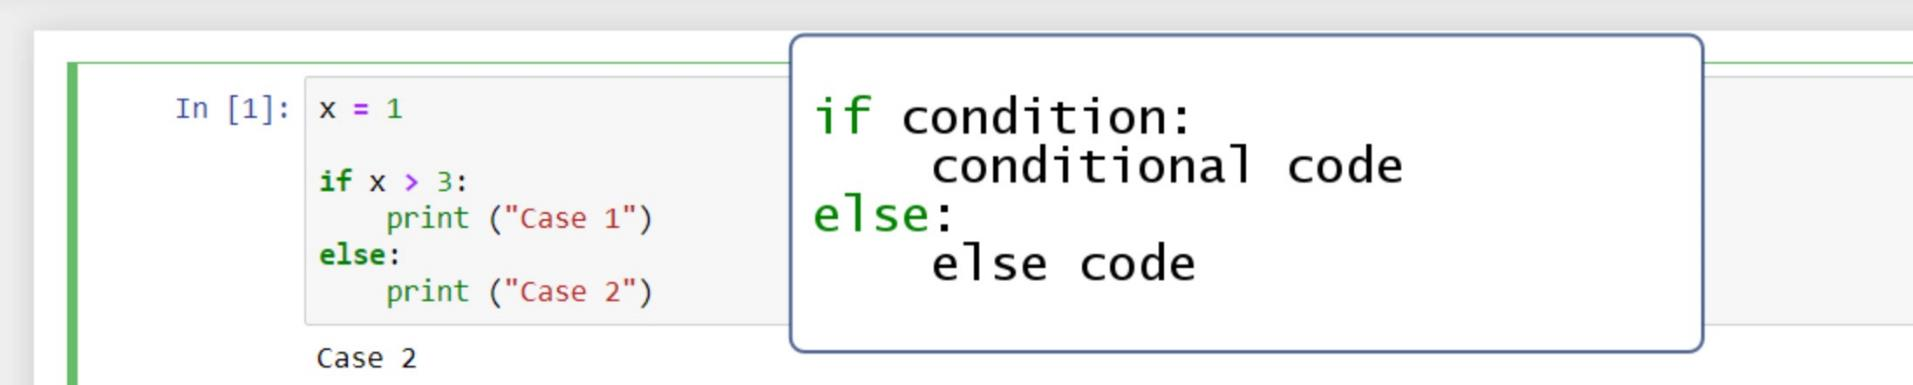 In [1]: x = 1
if x > 3:
    print ("Case 1")
else:
    print ("Case 2")
Case 2
if condition:
    conditional code
else:
    else code